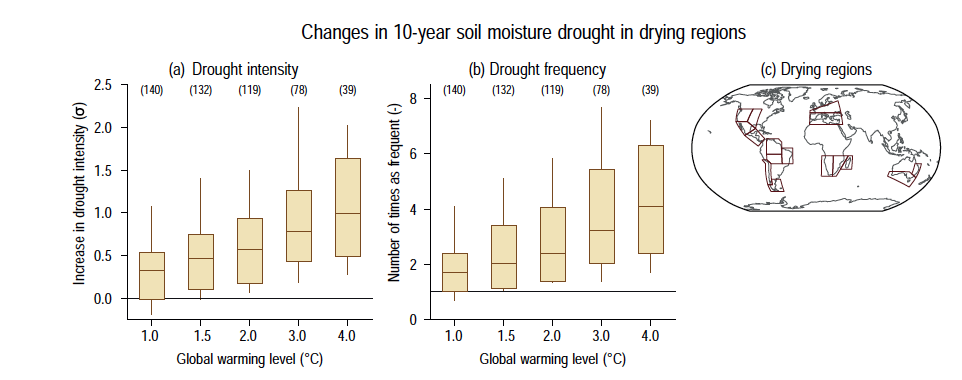 Changes in 10-year soil moisture drought in drying regions
(a) Drought intensity
(140) (132) (119) (78) (39)
Increase in drought intensity (σ)
2.5
2.0
1.5
1.0
0.5
0.0
1.0 1.5 2.0 3.0 4.0
Global warming level (°C)
(b) Drought frequency
(140) (132) (119) (78) (39)
Number of times as frequent (-)
8
6
4
2
0
1.0 1.5 2.0 3.0 4.0
Global warming level (°C)
(c) Drying regions